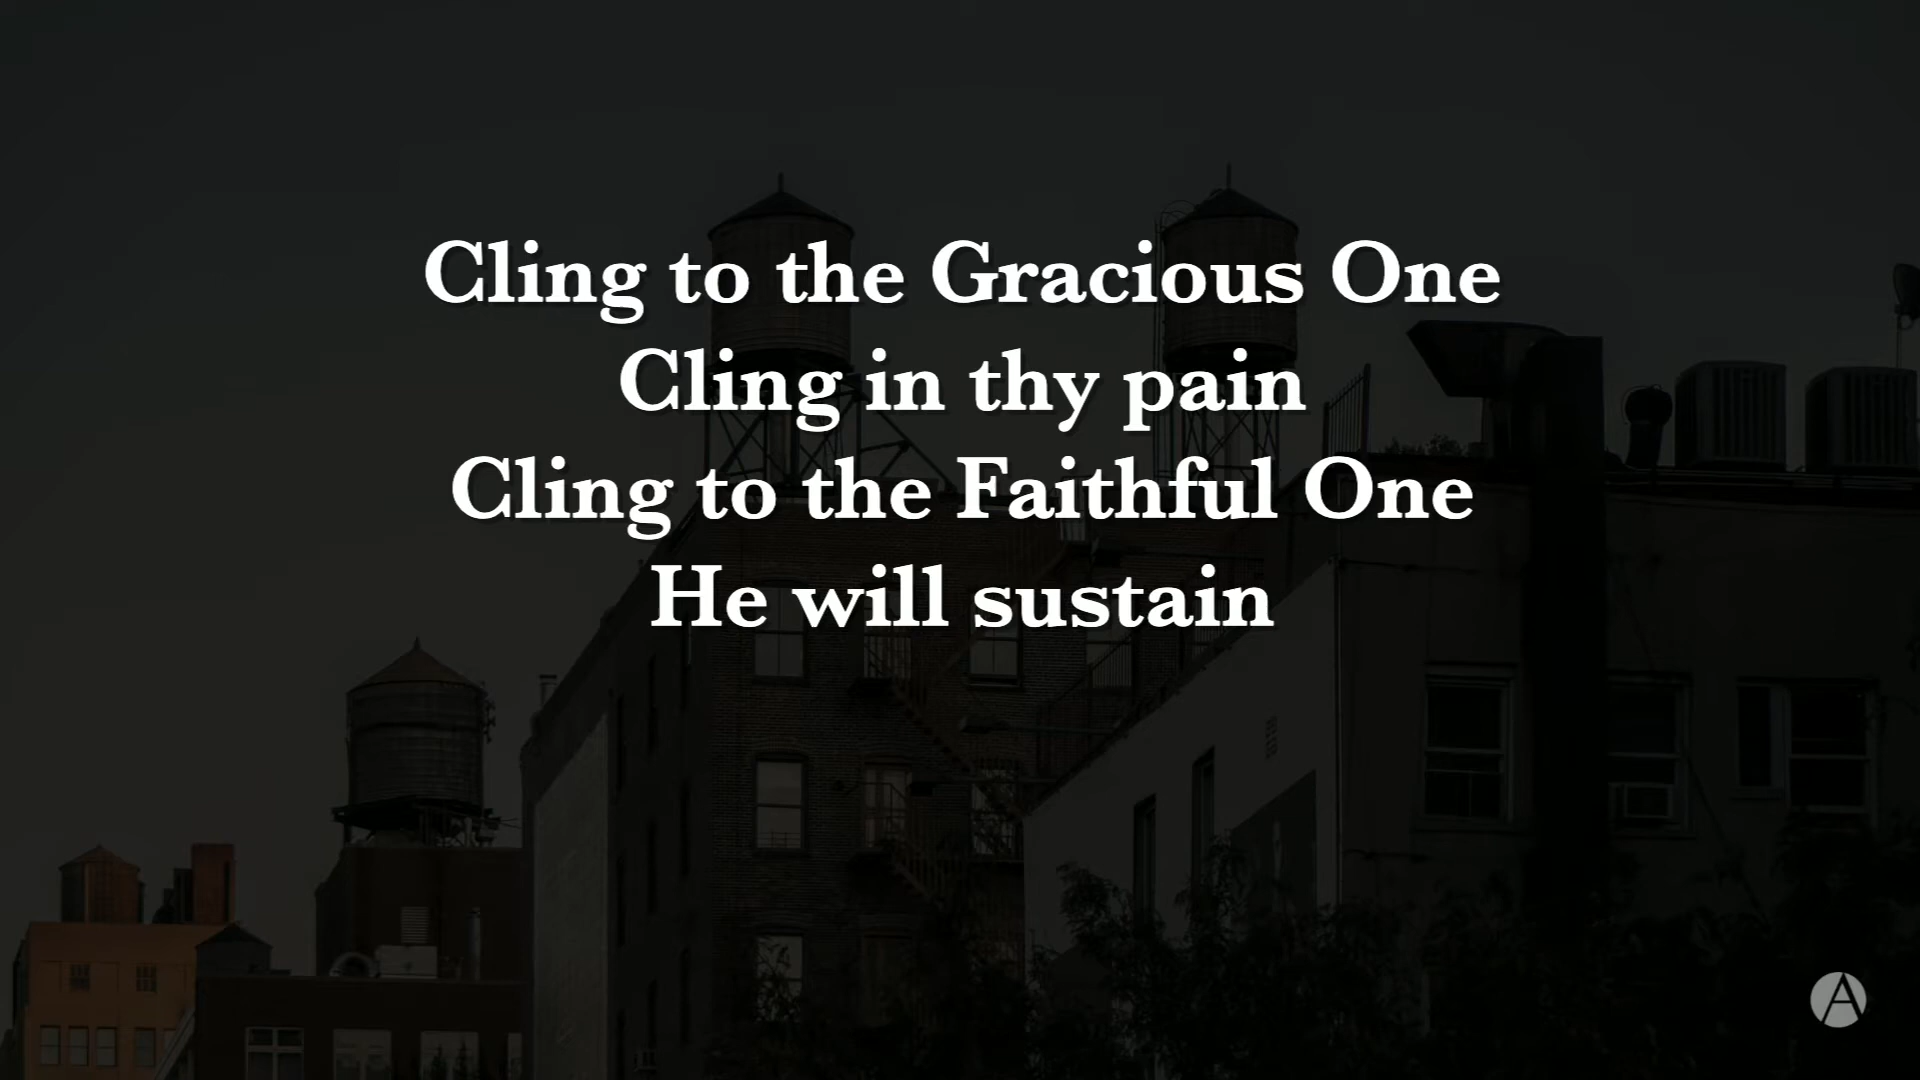 Cling to the Gracious One
Cling in thy pain
Cling to the Faithful One
He will sustain
A